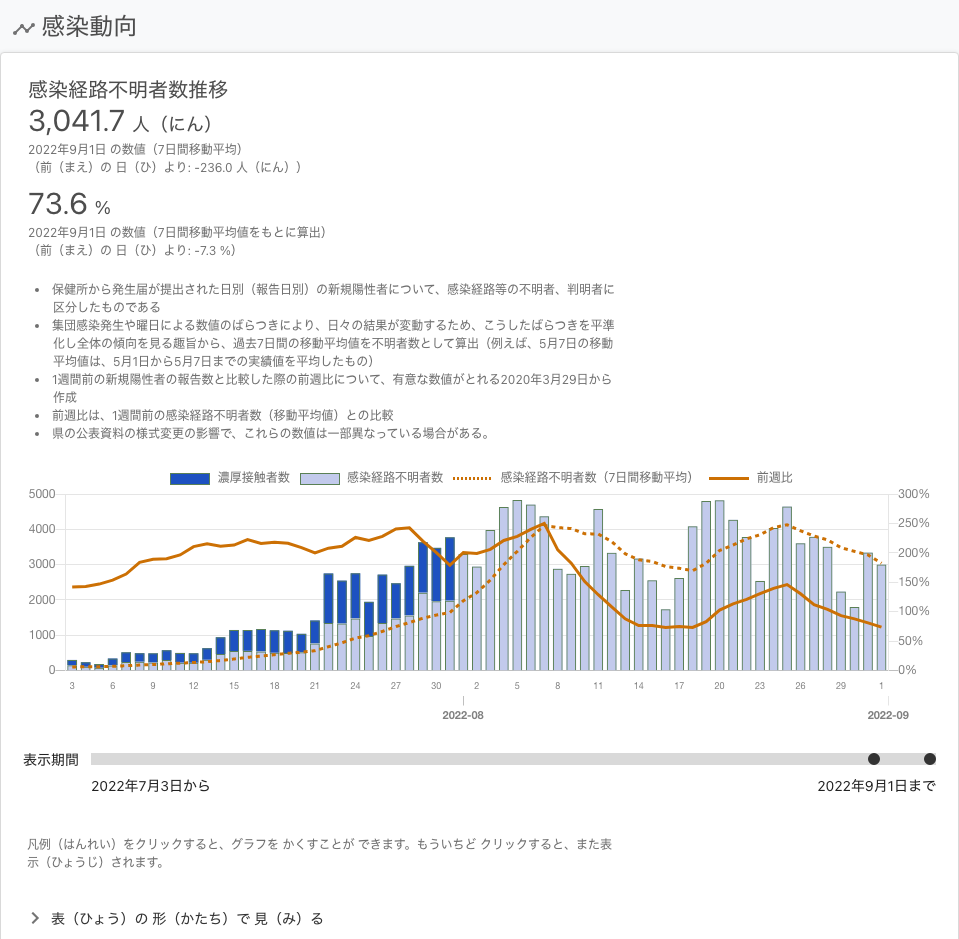 感染動向
感染経路不明者数推移
3,041.7 人（にん）
2022年9月1日 の数値（7日間移動平均）
（前（まえ）の 日（ひ）より: -236.0 人（にん））
73.6 %
2022年9月1日 の数値（7日間移動平均値をもとに算出）
（前（まえ）の 日（ひ）より: -7.3 %）
• 保健所から発生届が提出された日別（報告日別）の新規陽性者について、感染経路等の不明者、判明者に
区分したものである
• 集団感染発生や曜日による数値のばらつきにより、日々の結果が変動するため、こうしたばらつきを平準
化し全体の傾向を見る趣旨から、過去7日間の移動平均値を不明者数として算出（例えば、5月7日の移動
平均値は、5月1日から5月7日までの実績値を平均したもの）
• 1週間前の新規陽性者の報告数と比較した際の前週比について、有意な数値がとれる2020年3月29日から
作成
• 前週比は、1週間前の感染経路不明者数（移動平均値）との比較
• 県の公表資料の様式変更の影響で、これらの数値は一部異なっている場合がある。
濃厚接触者数 感染経路不明者数 感染経路不明者数（7日間移動平均） 前週比
5000 300%
250%
4000
200%
3000
150%
2000
100%
1000
50%
0 0%
3 6 9 12 15 18 21 24 27 30 2 5 8 11 14 17 20 23 26 29 1
2022-08 2022-09
表示期間
2022年7月3日から 2022年9月1日まで
凡例（はんれい）をクリックすると、グラフを かくすことが できます。もういちど クリックすると、また表
示（ひょうじ）されます。
表（ひょう）の 形（かたち）で 見（み）る